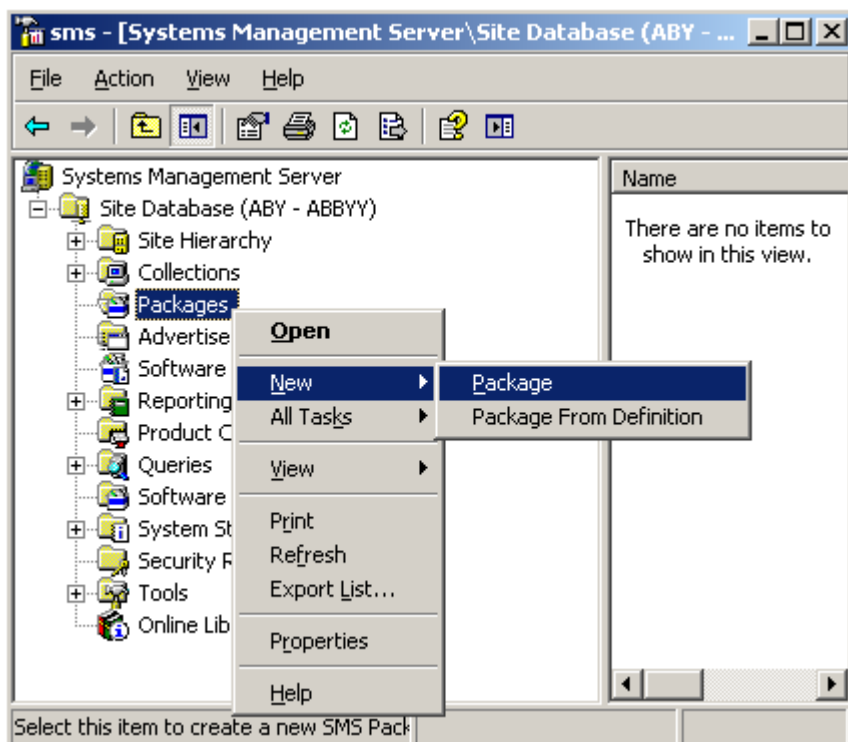 sms - [Systems Management Server\Site Database (ABY - ...
File Action View Help
Systems Management Server
Site Database (ABY - ABBYY)
Site Hierarchy
Collections
Packages
Advertise
Software
Reporting
Product C
Queries
Software
System St
Security R
Tools
Online Lib
Open
New
All Tasks
View
Print
Refresh
Export List...
Properties
Help
Package
Package From Definition
Name
There are no items to
show in this view.
Select this item to create a new SMS Pack